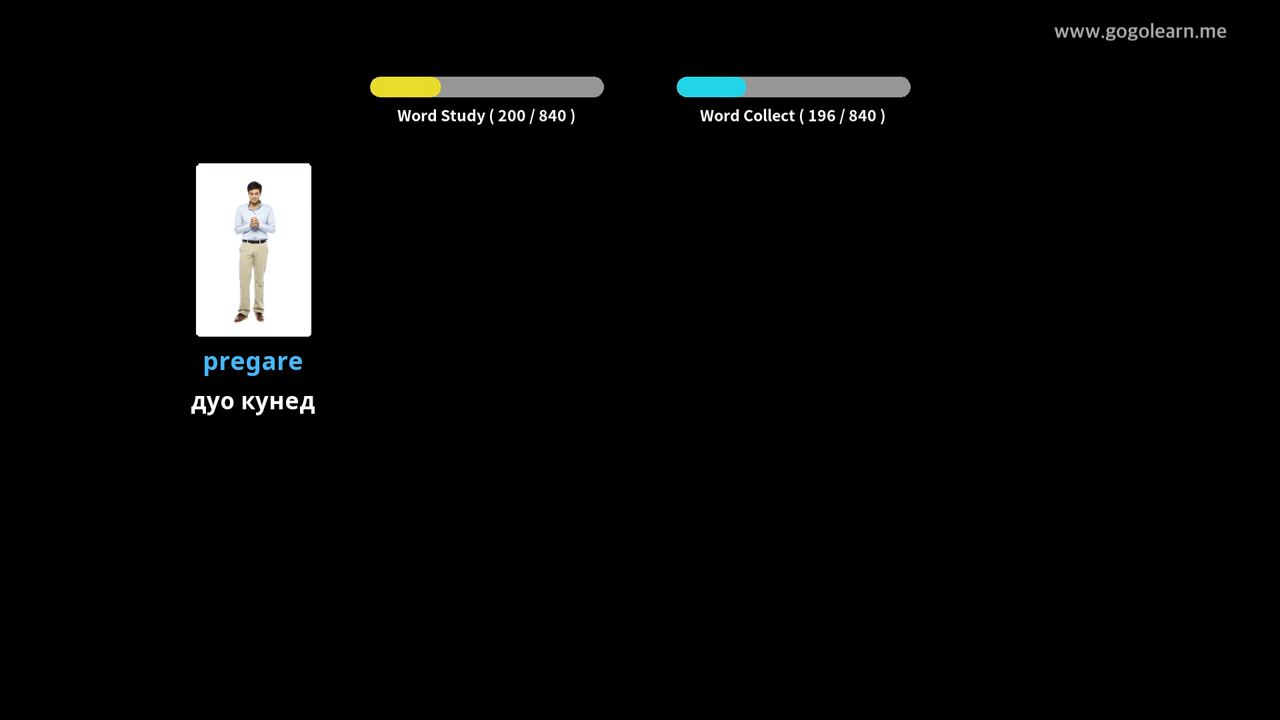 www.gogolearn.me
Word Study ( 200 / 840 )
Word Collect ( 196 / 840 )
pregare
дуо кунед